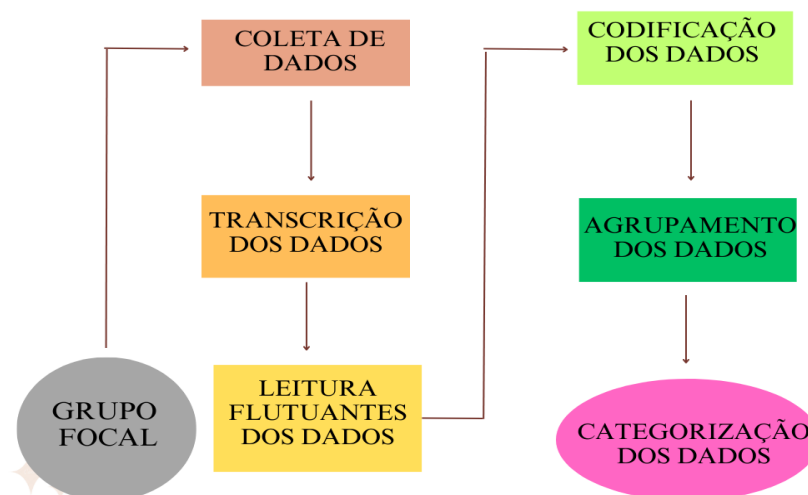 GRUPO
FOCAL
COLETA DE
DADOS
TRANSCRIÇÃO
DOS DADOS
LEITURA
FLUTUANTES
DOS DADOS
CODIFICAÇÃO
DOS DADOS
AGRUPAMENTO
DOS DADOS
CATEGORIZAÇÃO
DOS DADOS